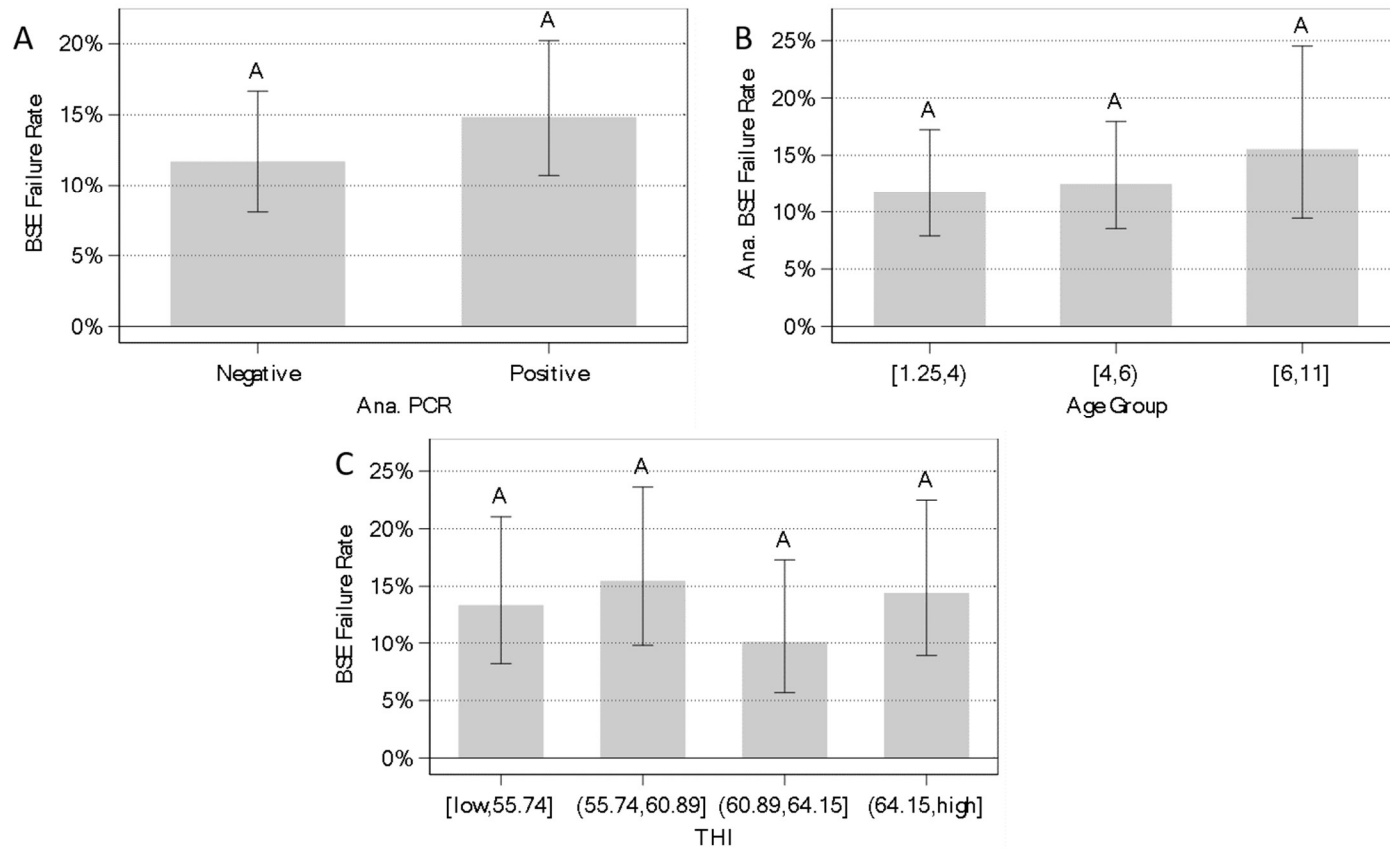 A
20%
15%
10%
5%
0%
BSE Failure Rate
A
A
Negative
Positive
Ana. PCR
B
25%
20%
15%
10%
5%
0%
Ana. BSE Failure Rate
A
A
A
[1.25,4)
[4,6)
[6,11]
Age Group
C
25%
20%
15%
10%
5%
0%
BSE Failure Rate
A
A
A
A
[low,55.74]
(55.74,60.89]
(60.89,64.15]
(64.15,high]
THI